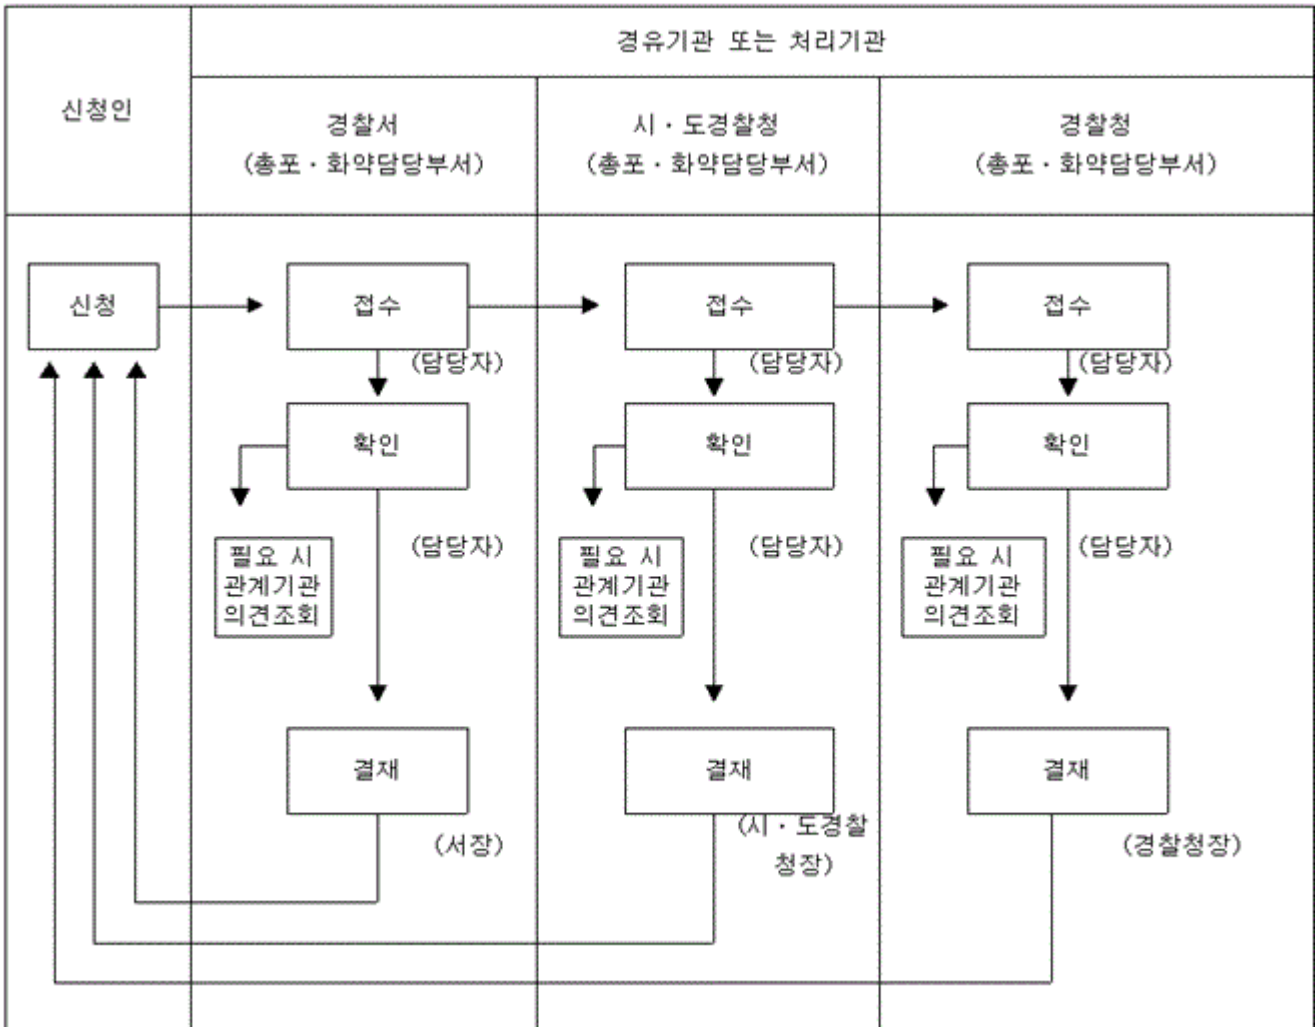 신청인
경유기관 또는 처리기관
경찰서
(총포·화약담당부서)
시·도경찰청
(총포·화약담당부서)
경찰청
(총포·화약담당부서)
신청
접수
접수
접수
(담당자)
(담당자)
(담당자)
확인
확인
확인
(담당자)
(담당자)
(담당자)
필요 시
관계기관
의견조회
필요 시
관계기관
의견조회
필요 시
관계기관
의견조회
결재
결재
결재
(서장)
(시·도경찰
청장)
(경찰청장)